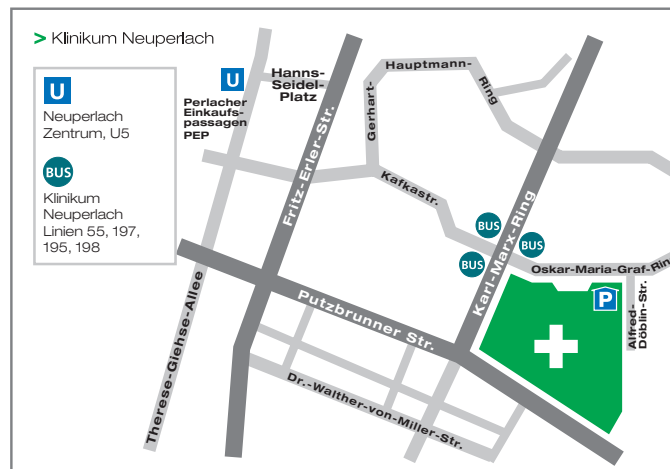 > Klinikum Neuperlach
U
Neuperlach
Zentrum, U5
BUS
Klinikum
Neuperlach
Linien 55, 197,
195, 198
U
Perlacher
Einkaufs-
passagen
PEP
Hanns-
Seidel-
Platz
Fritz-Erler-Str.
Gerhart-
Hauptmann-
Ring
Kafkastr.
Karl-Marx-Ring
BUS
BUS
BUS
Oskar-Maria-Graf-Rin
P
Alfred-
Döblin-Str.
Therese-Giehse-Allee
Putzbrunner Str.
Dr.-Walther-von-Miller-Str.